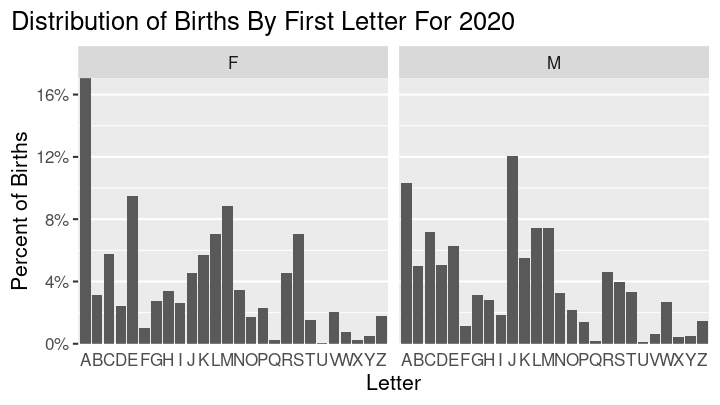 Distribution of Births By First Letter For 2020
F M
Percent of Births
16%
12%
8%
4%
0%
ABCDEFGHIJKLMNOPQRSTUVWXYZ ABCDEFGHIJKLMNOPQRSTUVWXYZ
Letter